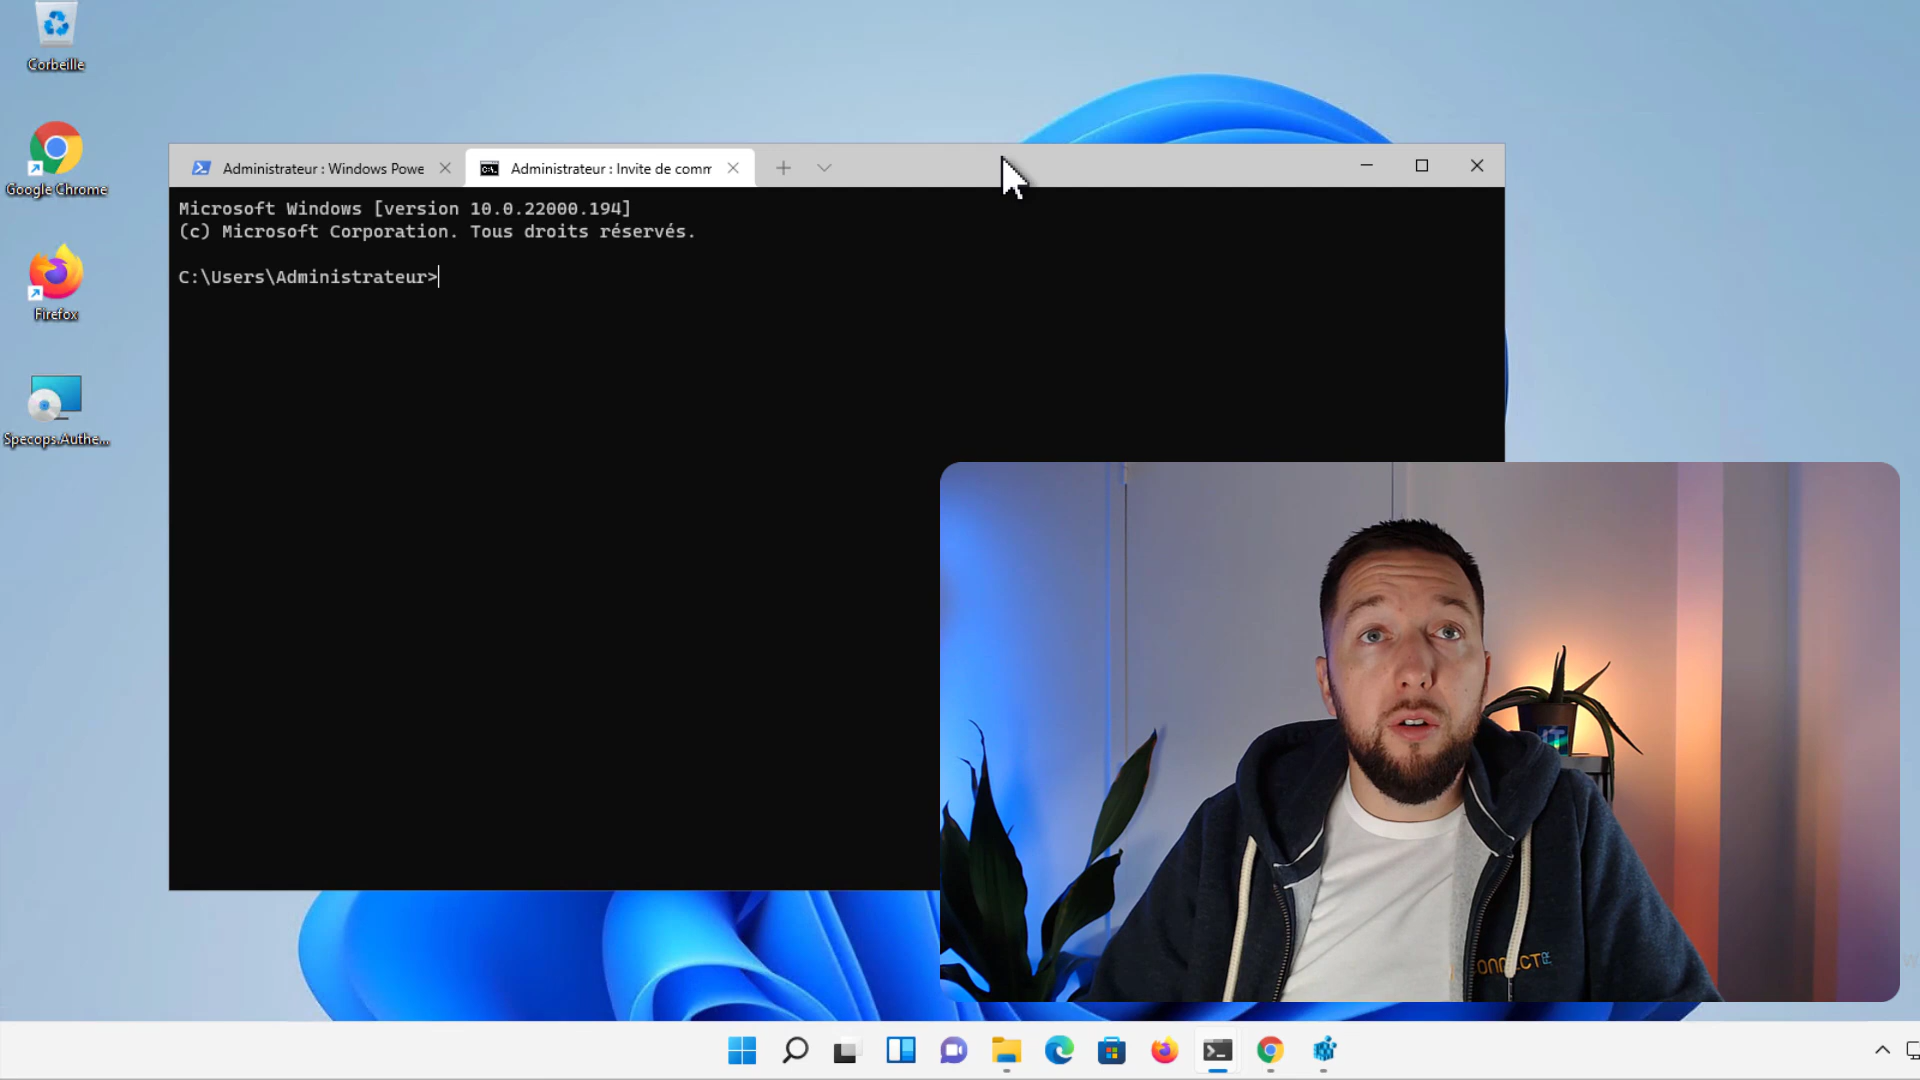 Corbeille
Google Chrome
Firefox
Specops.Authe...
Administrateur : Windows Powe
Administrateur : Invite de comm
Microsoft Windows [version 10.0.22000.194]
(c) Microsoft Corporation. Tous droits réservés.
C:\Users\Administrateur>
IT